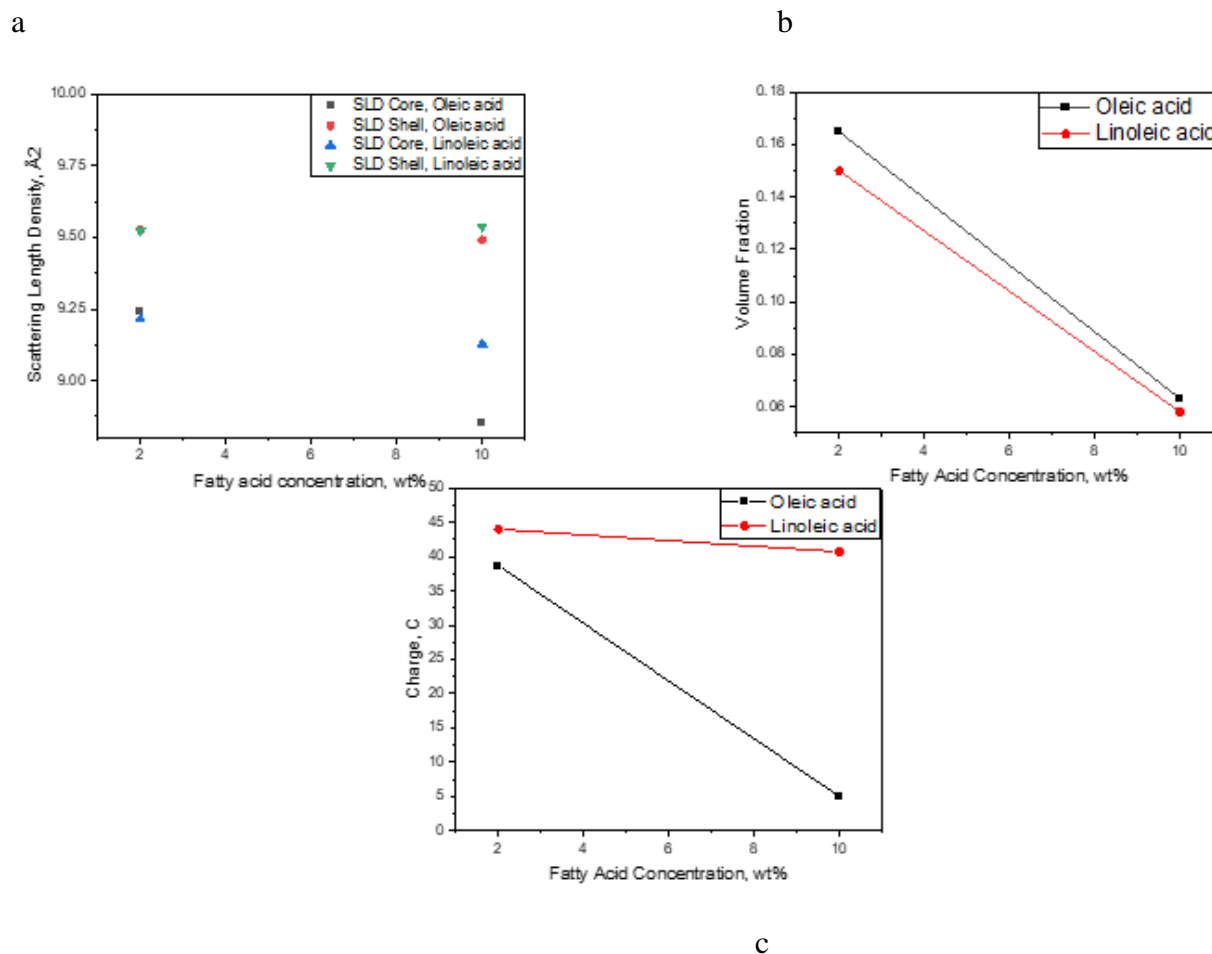 a
b
10.00
9.75
9.50
9.25
9.00
Scattering Length Density, Å2
SLD Core, Oleic acid
SLD Shell, Oleic acid
SLD Core, Linoleic acid
SLD Shell, Linoleic acid
2
4
6
8
10
Fatty acid concentration, wt%
0.18
0.16
0.14
0.12
0.10
0.08
0.06
Volume Fraction
Oleic acid
Linoleic acid
2
4
6
8
10
Fatty Acid Concentration, wt%
50
45
40
35
30
25
20
15
10
5
0
Charge, C
Oleic acid
Linoleic acid
2
4
6
8
10
Fatty Acid Concentration, wt%
c